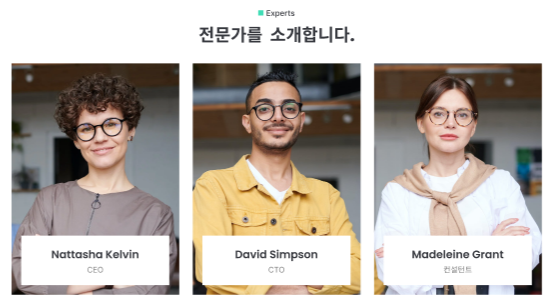 Experts
전문가를 소개합니다.
Nattasha Kelvin
CEO
David Simpson
CTO
Madeleine Grant
컨설턴트